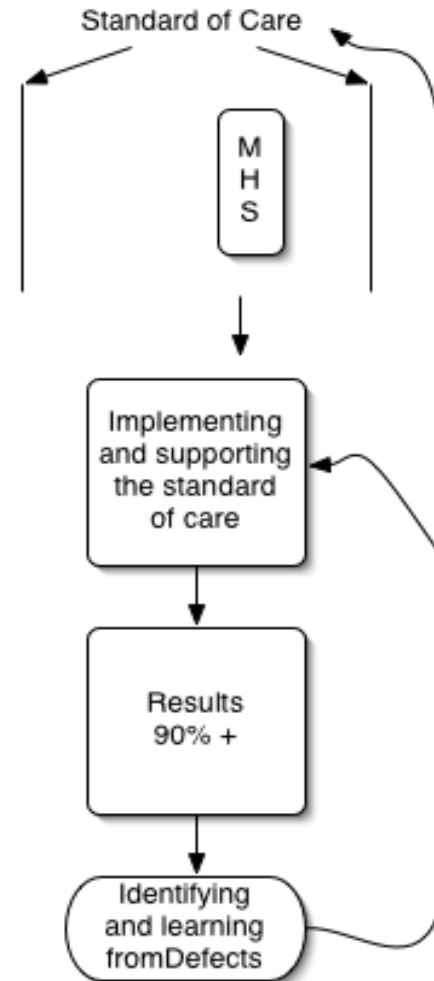 Standard of Care
M
H
S
Implementing
and supporting
the standard
of care
Results
90% +
Identifying
and learning
fromDefects